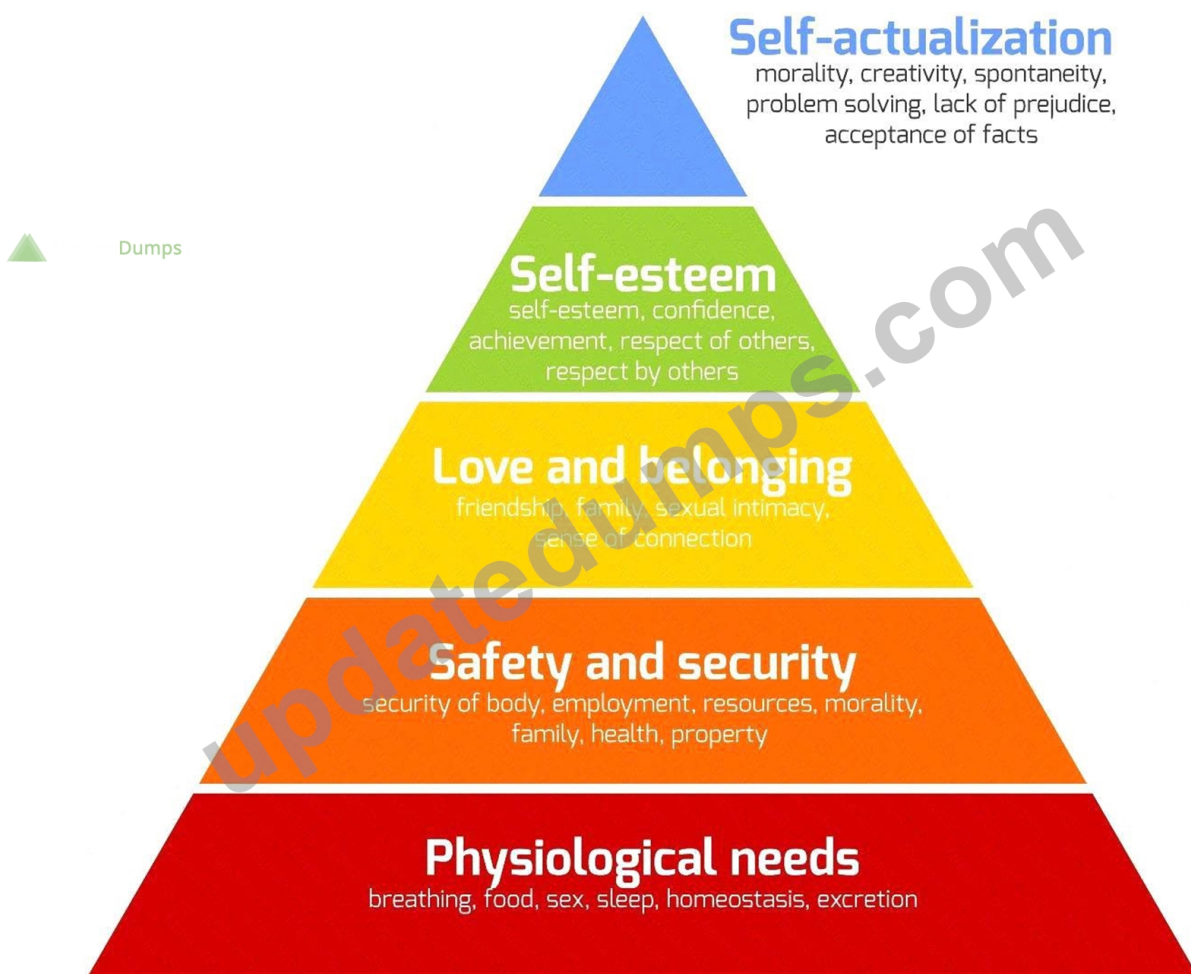 Self-actualization
morality, creativity, spontaneity,
problem solving, lack of prejudice,
acceptance of facts
Dumps
Self-esteem
self-esteem, confidence,
achievement, respect of others,
respect by others
Love and belonging
friendship, family, sexual intimacy,
sense of connection
Safety and security
security of body, employment, resources, morality,
family, health, property
Physiological needs
breathing, food, sex, sleep, homeostasis, excretion
updatedumps.com